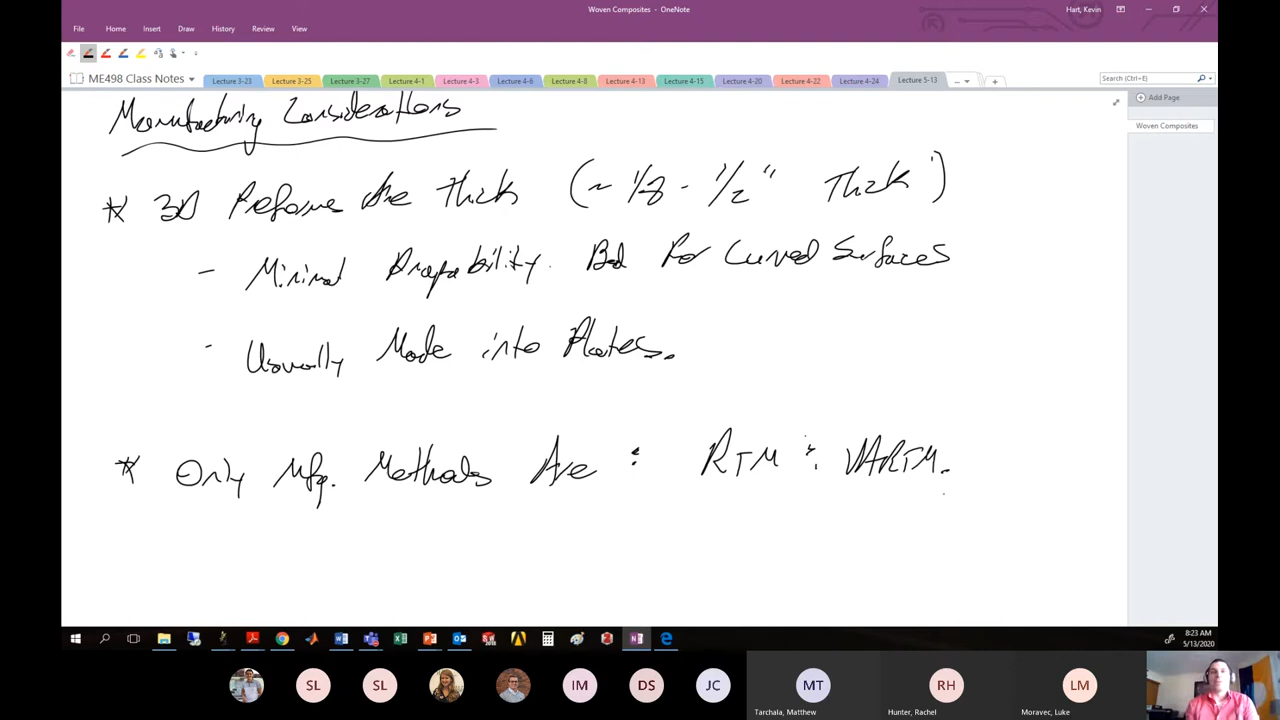 Woven Composites - OneNote
Hart, Kevin
File Home Insert Draw History Review View
ME498 Class Notes
Lecture 3-23 Lecture 3-25 Lecture 3-27 Lecture 4-1 Lecture 4-3 Lecture 4-6 Lecture 4-8 Lecture 4-13 Lecture 4-15 Lecture 4-20 Lecture 4-22 Lecture 4-24 Lecture 5-13
Search (Ctrl+E)
Add Page
Woven Composites
Manufacturing Considerations
* 3D Preforms Are Thick (~ 1/8 - 1/2" Thick)
- Minimal Drapability. Bad For Curved Surfaces
- Usually Made into Plates.
* Only Mfg. Methods Are : RTM & VARTM.
8:23 AM
5/13/2020
SL SL IM DS JC MT RH LM
Tarchala, Matthew
Hunter, Rachel
Moravec, Luke